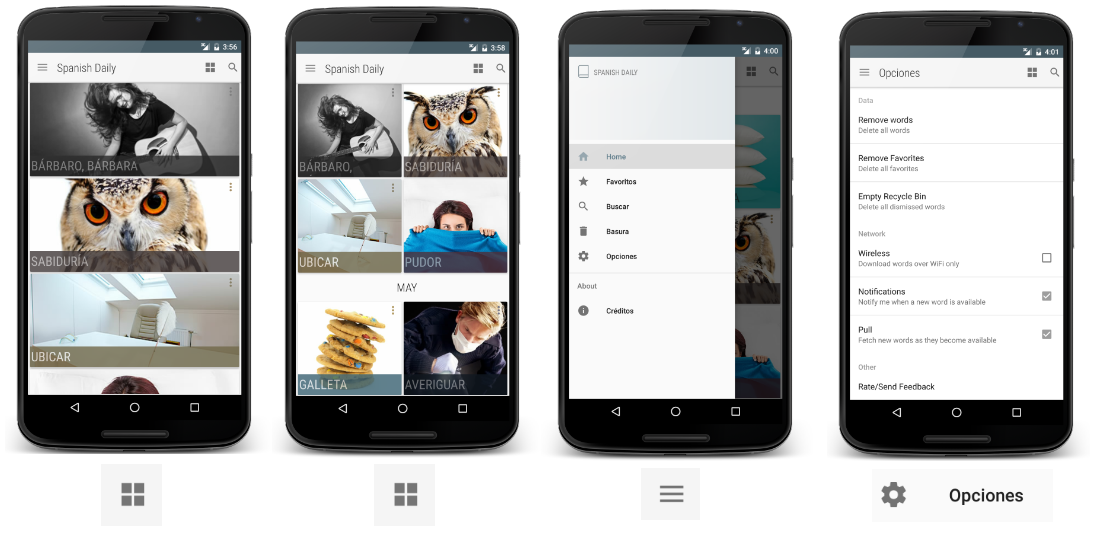 3:56
Spanish Daily
BÁRBARO, BÁRBARA
SABIDURÍA
UBICAR
3:58
Spanish Daily
BÁRBARO,
SABIDURÍA
UBICAR
PUDOR
MAY
GALLETA
AVERIGUAR
4:00
SPANISH DAILY
Home
Favoritos
Buscar
Basura
Opciones
About
Créditos
4:01
Opciones
Data
Remove words
Delete all words
Remove Favorites
Delete all favorites
Empty Recycle Bin
Delete all dismissed words
Network
Wireless
Download words over WiFi only
Notifications
Notify me when a new word is available
Pull
Fetch new words as they become available
Other
Rate/Send Feedback
Opciones